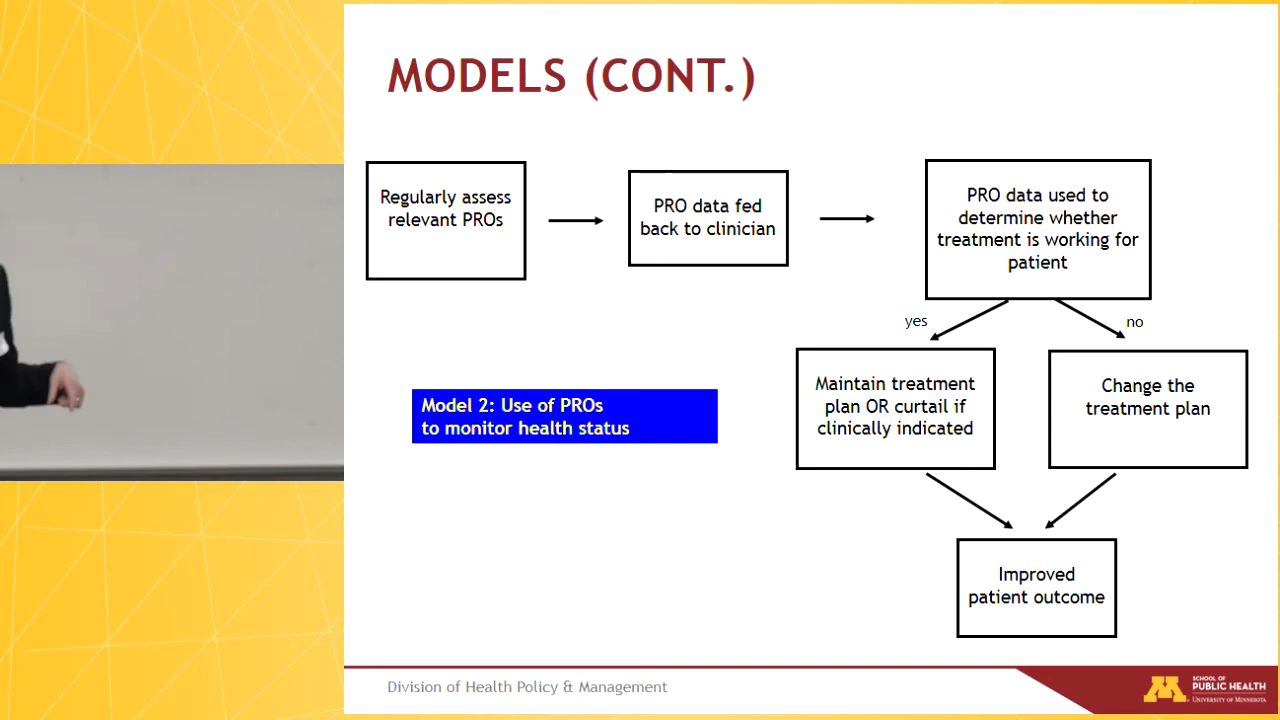 MODELS (CONT.)
Regularly assess
relevant PROs
PRO data fed
back to clinician
PRO data used to
determine whether
treatment is working for
patient
yes
no
Maintain treatment
plan OR curtail if
clinically indicated
Change the
treatment plan
Model 2: Use of PROs
to monitor health status
Improved
patient outcome
Division of Health Policy & Management
M
SCHOOL OF
PUBLIC HEALTH
UNIVERSITY OF MINNESOTA